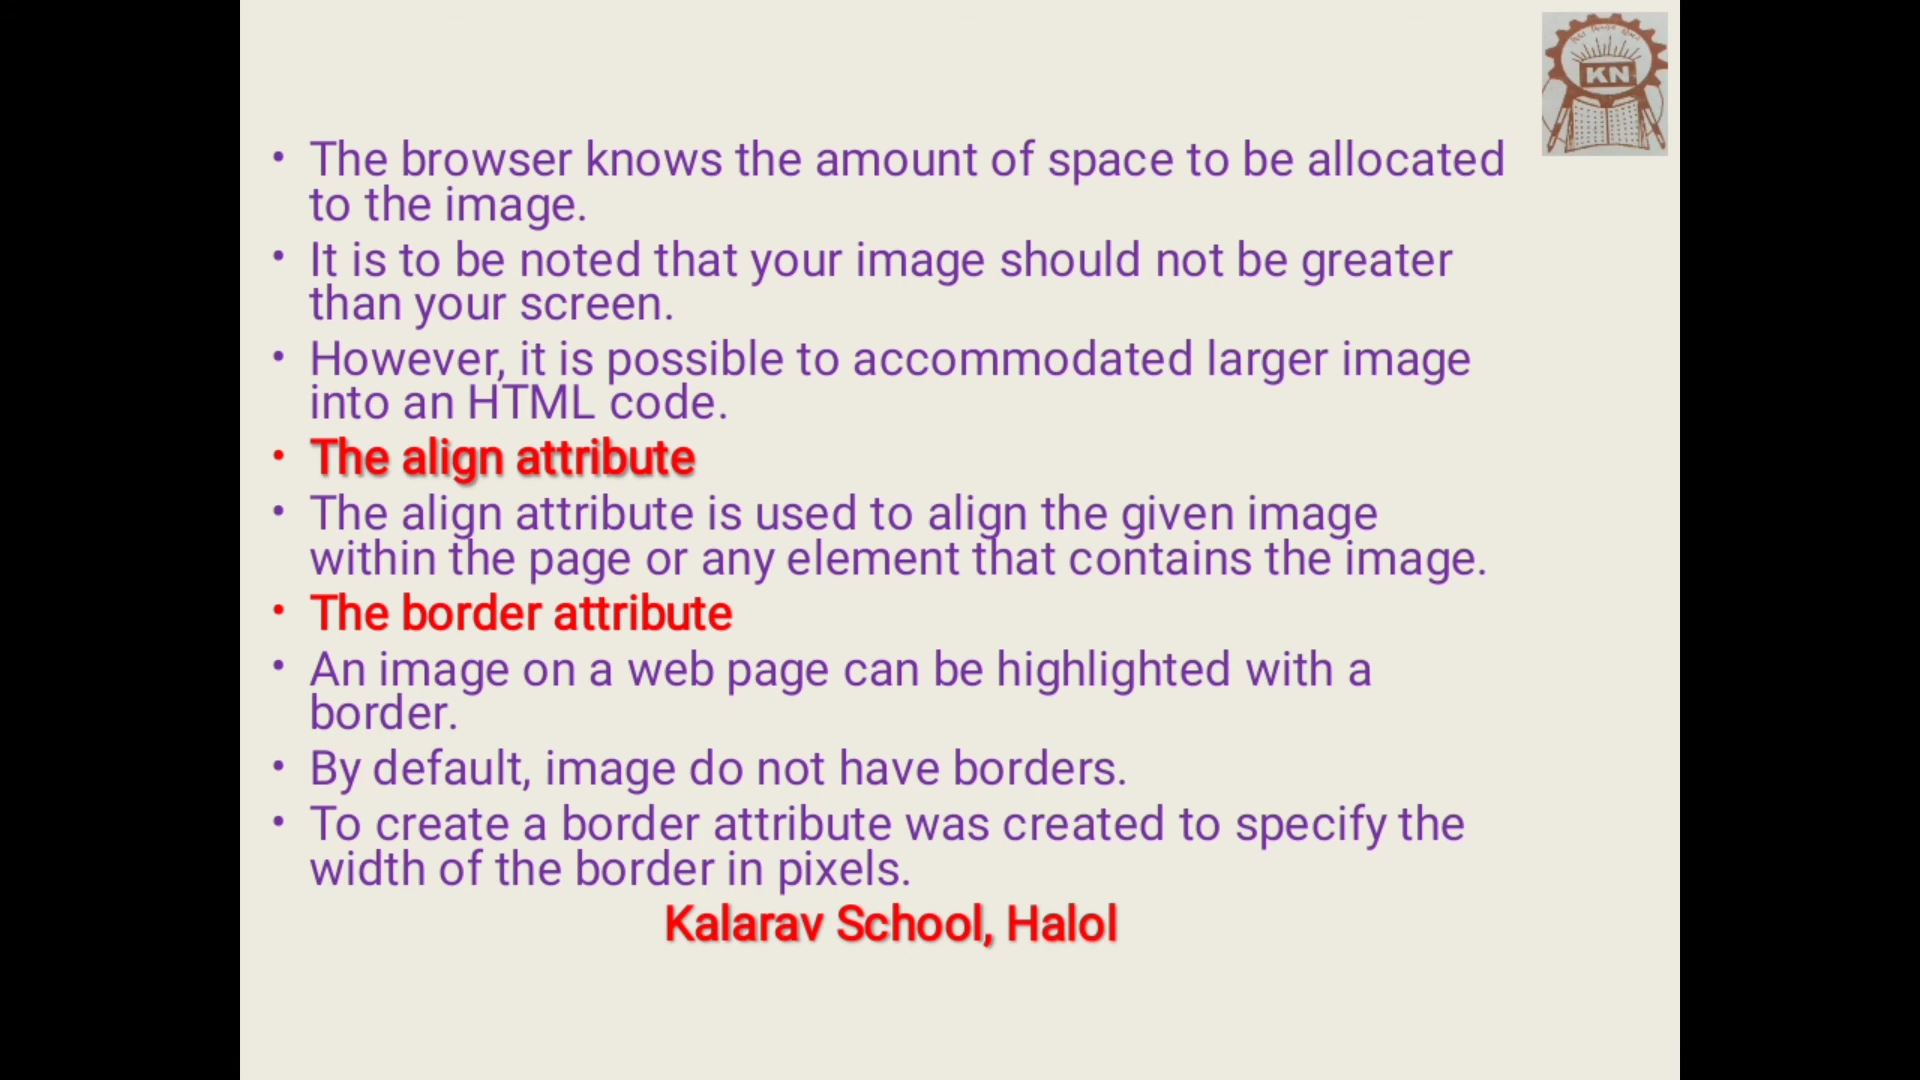 KN
• The browser knows the amount of space to be allocated
to the image.
• It is to be noted that your image should not be greater
than your screen.
• However, it is possible to accommodated larger image
into an HTML code.
• The align attribute
• The align attribute is used to align the given image
within the page or any element that contains the image.
• The border attribute
• An image on a web page can be highlighted with a
border.
• By default, image do not have borders.
• To create a border attribute was created to specify the
width of the border in pixels.
Kalarav School, Halol